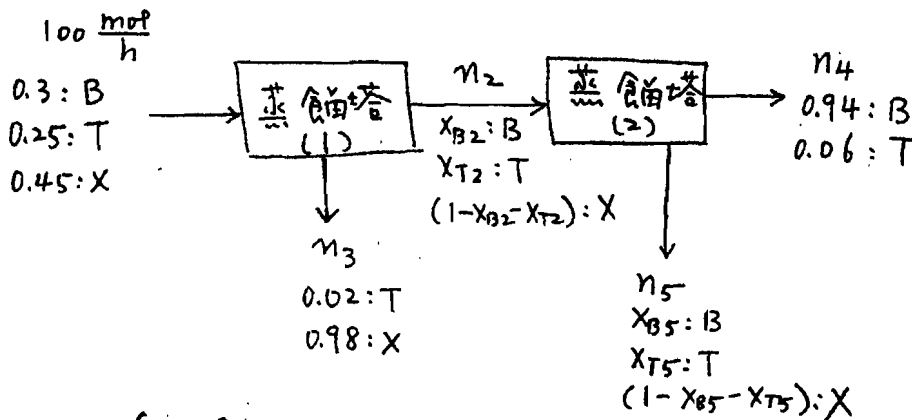 100 mol/h
0.3: B
0.25: T
0.45: X
蒸餾塔
(1)
n2
xB2: B
xT2: T
(1-xB2-xT2): X
蒸餾塔
(2)
n4
0.94: B
0.06: T
n3
0.02: T
0.98: X
n5
xB5: B
xT5: T
(1-xB5-xT5): X